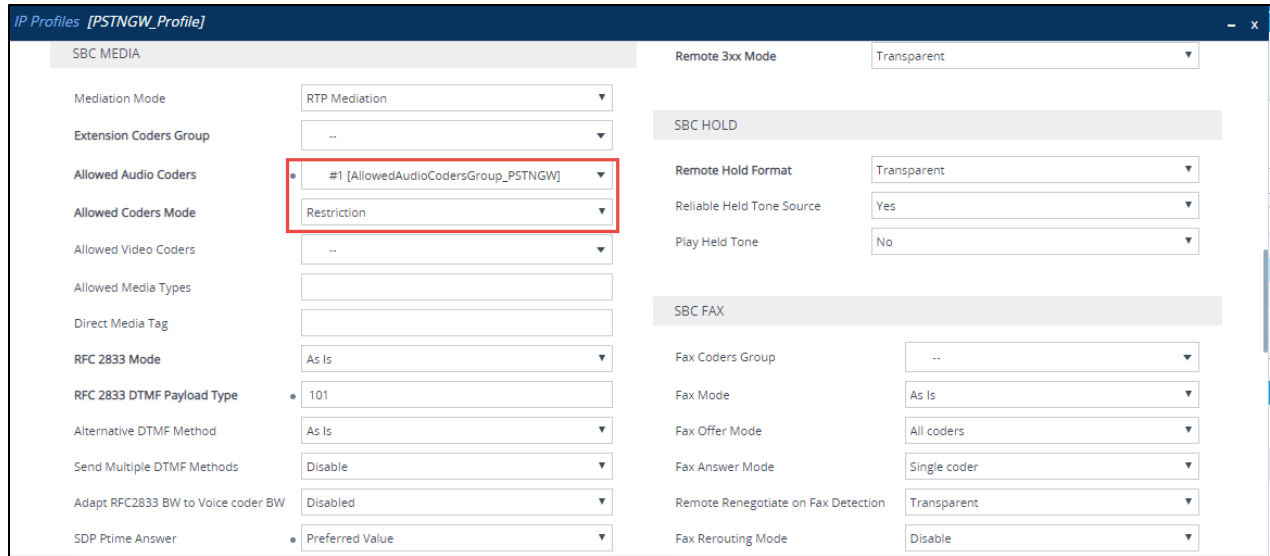 IP Profiles [PSTNGW_Profile]
– x
SBC MEDIA
Mediation Mode RTP Mediation
Extension Coders Group --
Allowed Audio Coders #1 [AllowedAudioCodersGroup_PSTNGW]
Allowed Coders Mode Restriction
Allowed Video Coders --
Allowed Media Types
Direct Media Tag
RFC 2833 Mode As Is
RFC 2833 DTMF Payload Type 101
Alternative DTMF Method As Is
Send Multiple DTMF Methods Disable
Adapt RFC2833 BW to Voice coder BW Disabled
SDP Ptime Answer Preferred Value
Remote 3xx Mode Transparent
SBC HOLD
Remote Hold Format Transparent
Reliable Held Tone Source Yes
Play Held Tone No
SBC FAX
Fax Coders Group --
Fax Mode As Is
Fax Offer Mode All coders
Fax Answer Mode Single coder
Remote Renegotiate on Fax Detection Transparent
Fax Rerouting Mode Disable